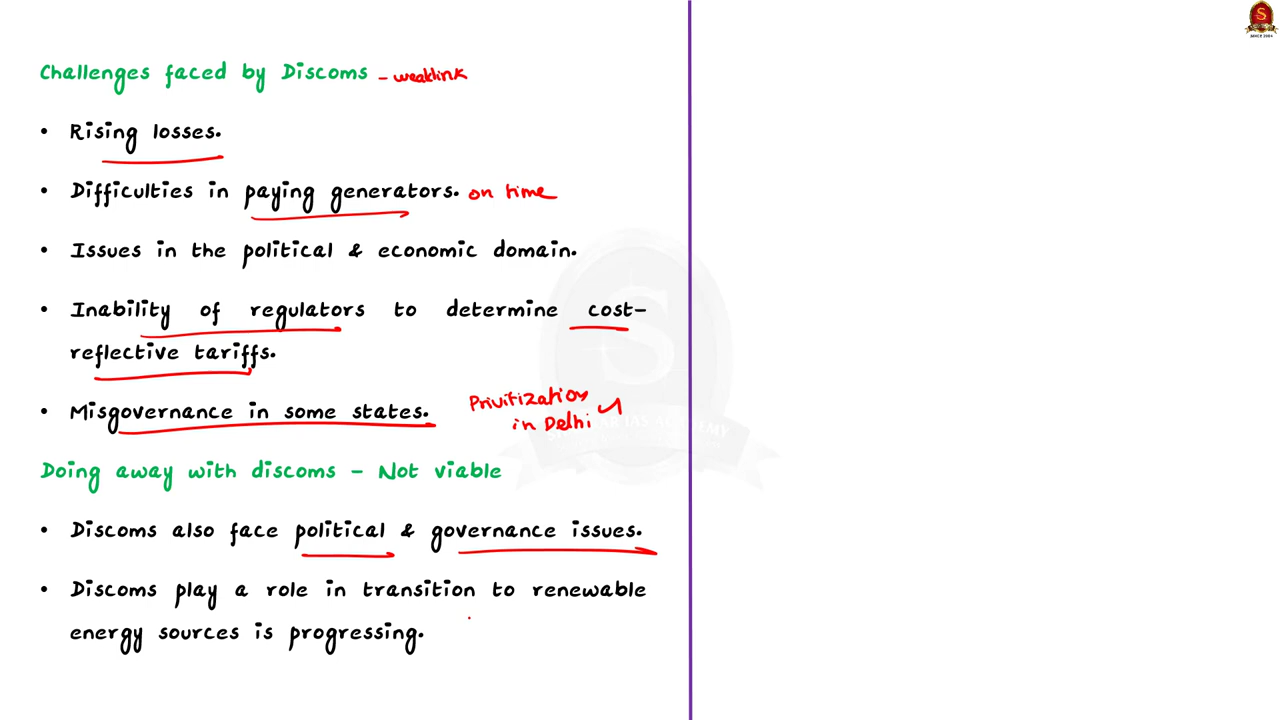 Challenges faced by Discoms - weaklink
• Rising losses.
• Difficulties in paying generators. on time
• Issues in the political & economic domain.
• Inability of regulators to determine cost-
reflective tariffs.
• Misgovernance in some states.
Privitization
in Delhi
Doing away with discoms - Not viable
• Discoms also face political & governance issues.
• Discoms play a role in transition to renewable
energy sources is progressing.
S
SINCE 2004